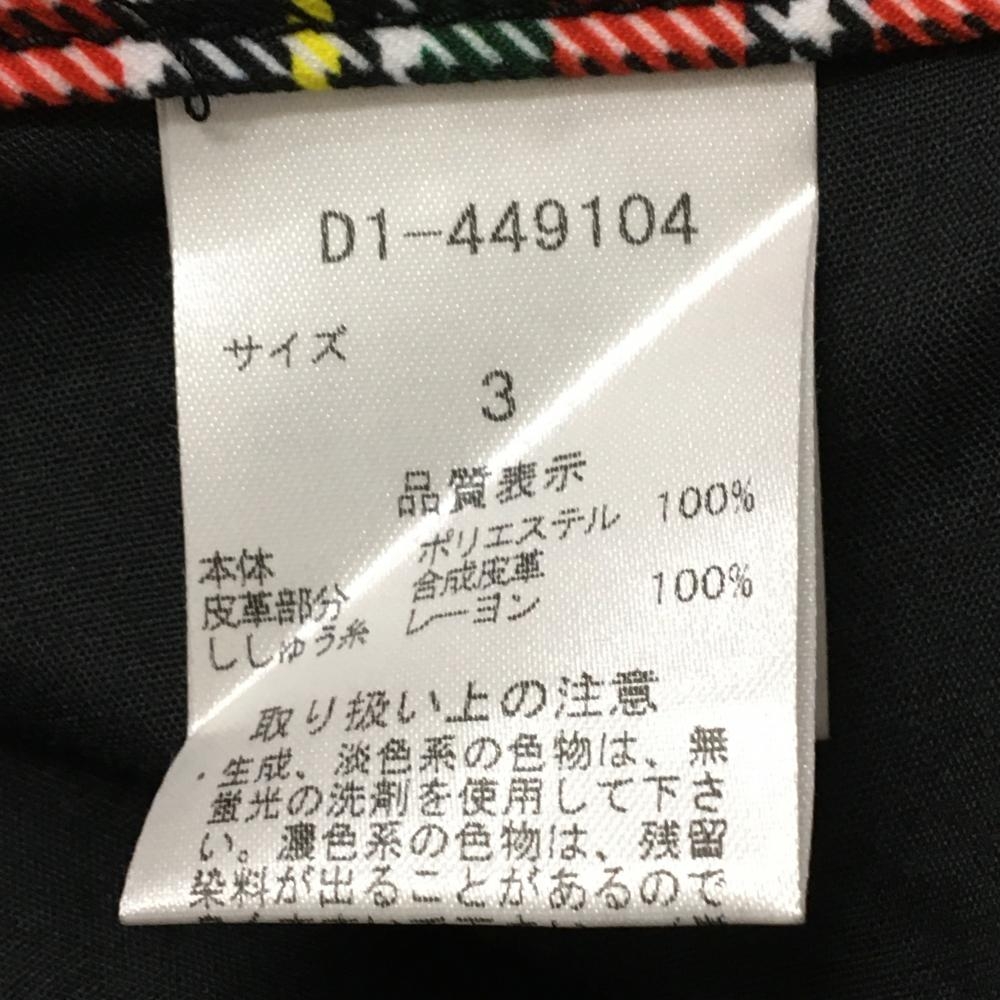 D1-449104
サイズ
3
品質表示
本体 ポリエステル 100%
皮革部分 合成皮革
ししゅう糸 レーヨン 100%
取り扱い上の注意
・生成、淡色系の色物は、無
蛍光の洗剤を使用して下さ
い。濃色系の色物は、残留
染料が出ることがあるので